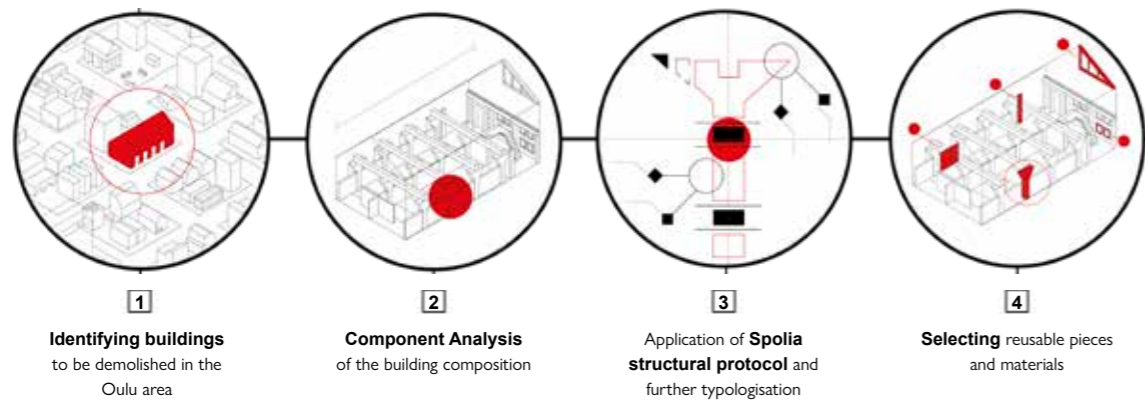 1
Identifying buildings
to be demolished in the
Oulu area
2
Component Analysis
of the building composition
3
Application of Spolia
structural protocol and
further typologisation
4
Selecting reusable pieces
and materials